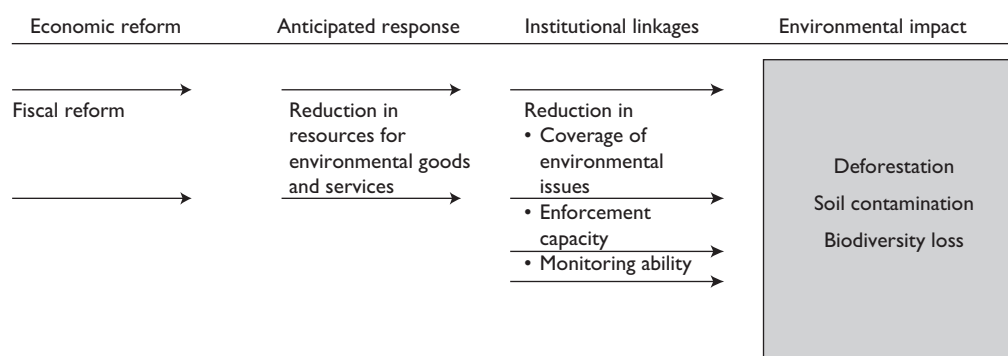 Economic reform
Anticipated response
Institutional linkages
Environmental impact
Fiscal reform
Reduction in
resources for
environmental goods
and services
Reduction in
• Coverage of
environmental
issues
• Enforcement
capacity
• Monitoring ability
Deforestation
Soil contamination
Biodiversity loss